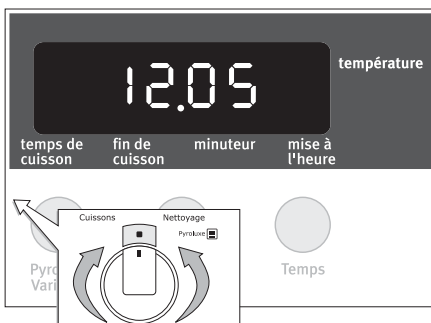 12.05
température
temps de cuisson
fin de cuisson
minuteur
mise à l'heure
Cuissons
Nettoyage
Pyroluxe
Temps